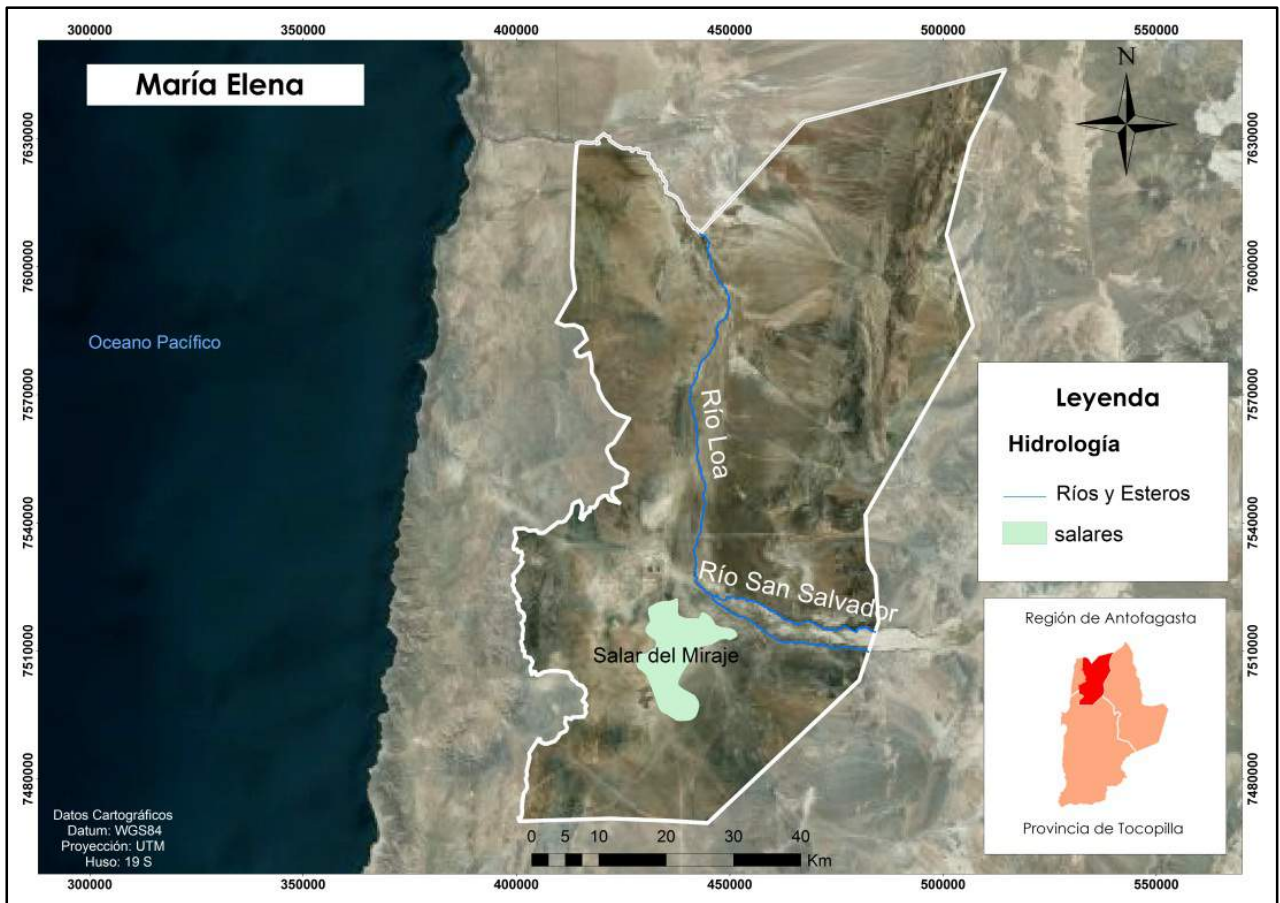 300000 350000 400000 450000 500000 550000
María Elena
N
7630000 7630000
7600000 7600000
Oceano Pacífico
7570000 7570000
Río Loa
Leyenda
Hidrología
Ríos y Esteros
salares
7540000 7540000
Río San Salvador
Región de Antofagasta
7510000 7510000
Salar del Miraje
7480000 7480000
Datos Cartográficos
Datum: WGS84
Proyección: UTM
Huso: 19 S
0 5 10 20 30 40
Km
Provincia de Tocopilla
300000 350000 400000 450000 500000 550000